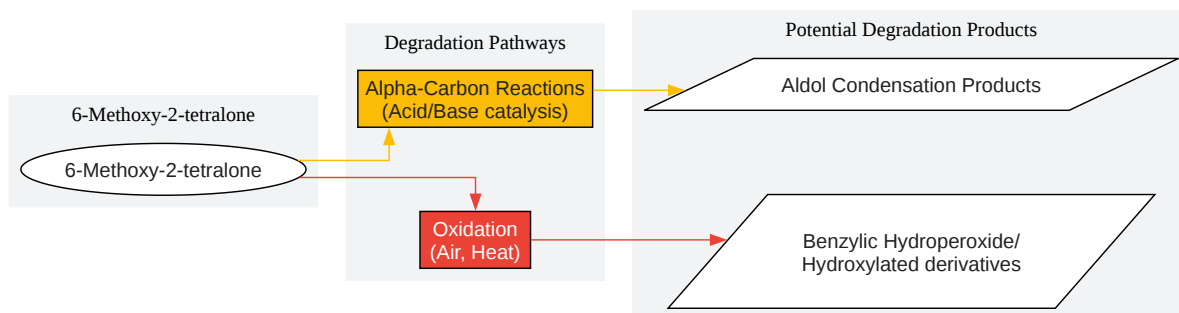 6-Methoxy-2-tetralone
6-Methoxy-2-tetralone
Degradation Pathways
Alpha-Carbon Reactions
(Acid/Base catalysis)
Oxidation
(Air, Heat)
Potential Degradation Products
Aldol Condensation Products
Benzylic Hydroperoxide/
Hydroxylated derivatives